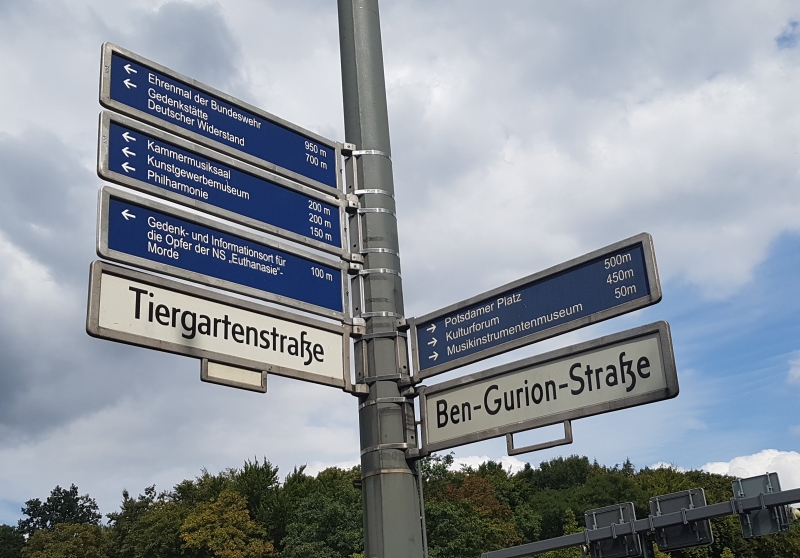 ← Ehrenmal der Bundeswehr 950 m
← Gedenkstätte
Deutscher Widerstand 700 m
← Kammermusiksaal 200 m
← Kunstgewerbemuseum 200 m
← Philharmonie 150 m
← Gedenk- und Informationsort für
die Opfer der NS „Euthanasie“-
Morde 100 m
Tiergartenstraße
→ Potsdamer Platz 500m
→ Kulturforum 450m
→ Musikinstrumentenmuseum 50m
Ben-Gurion-Straße